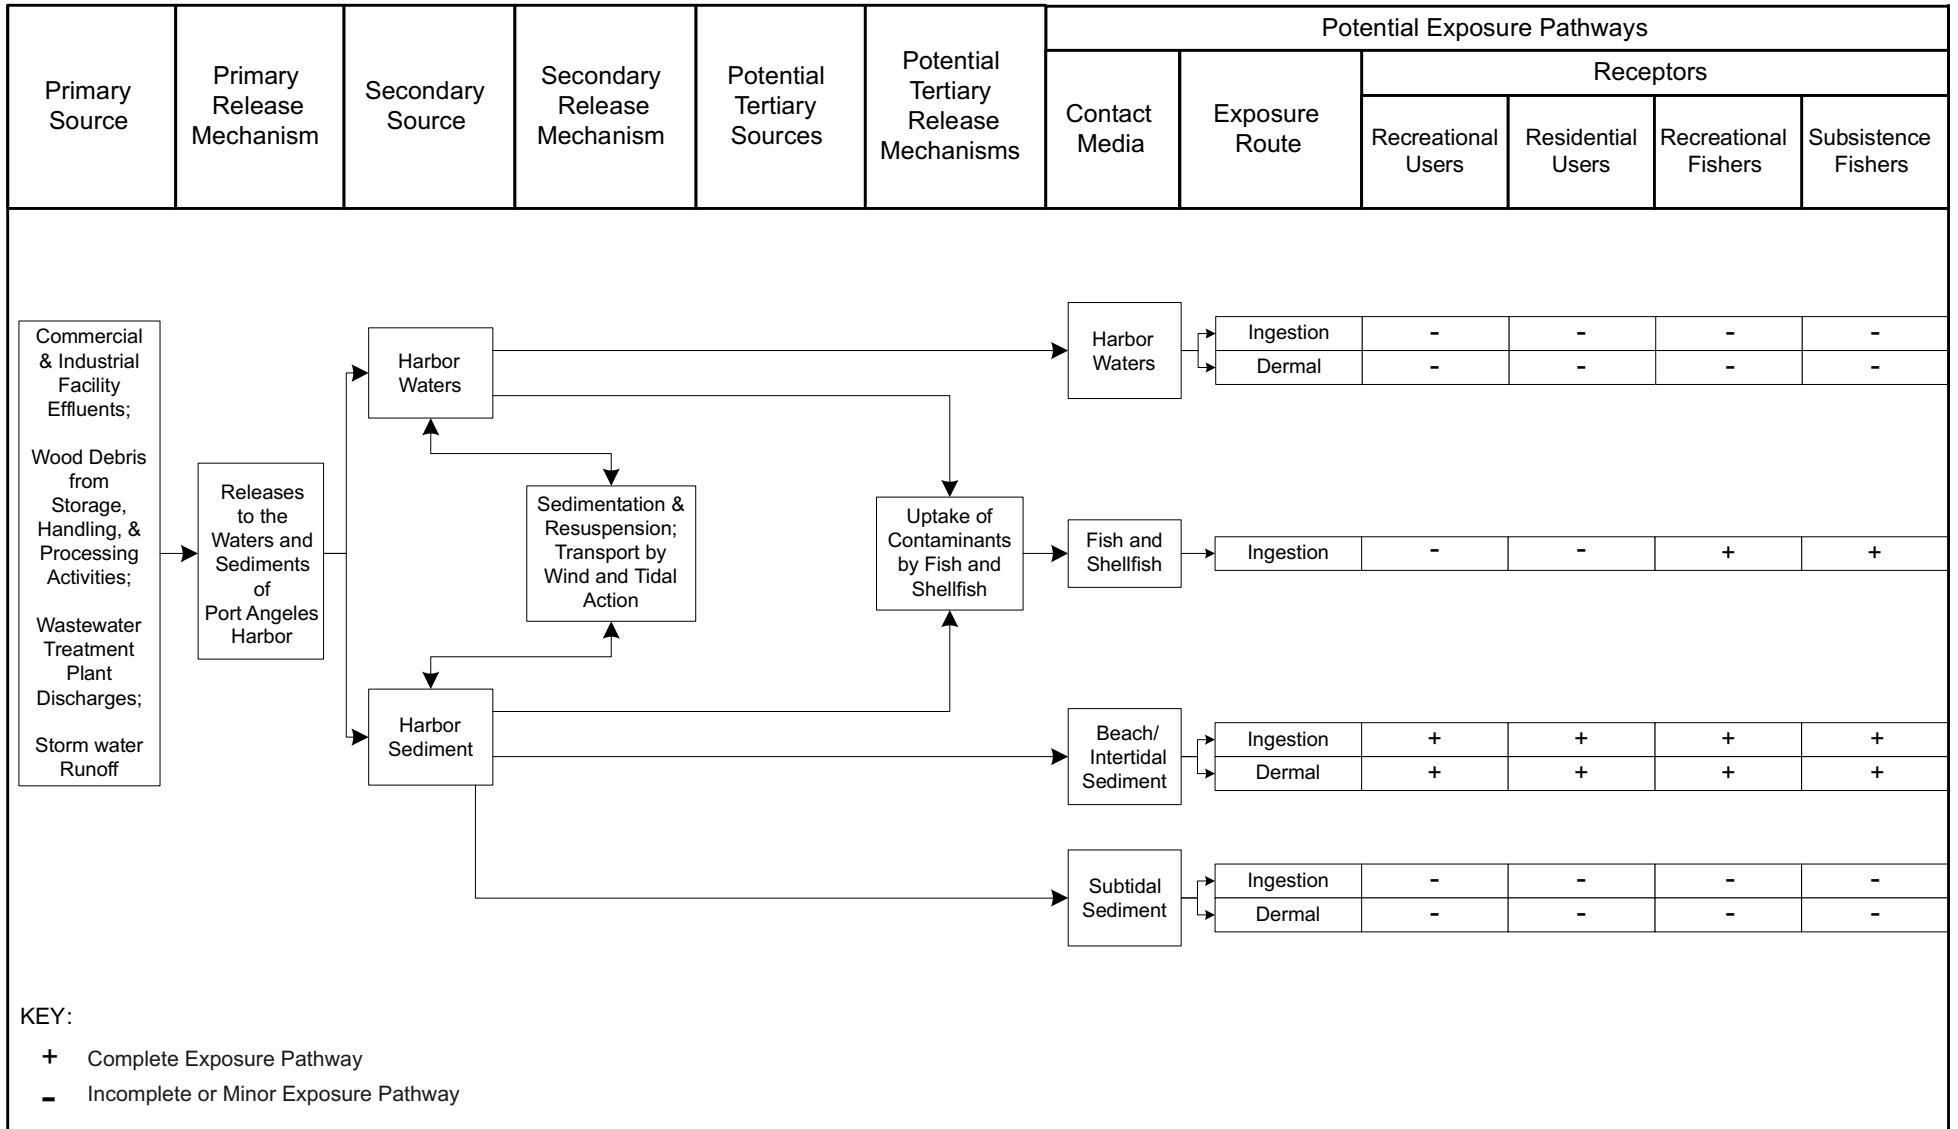 Primary
Source
Primary
Release
Mechanism
Secondary
Source
Secondary
Release
Mechanism
Potential
Tertiary
Sources
Potential
Tertiary
Release
Mechanisms
Potential Exposure Pathways
Contact
Media
Exposure
Route
Receptors
Recreational
Users
Residential
Users
Recreational
Fishers
Subsistence
Fishers
Commercial
& Industrial
Facility
Effluents;
Wood Debris
from
Storage,
Handling, &
Processing
Activities;
Wastewater
Treatment
Plant
Discharges;
Storm water
Runoff
Releases
to the
Waters and
Sediments
of
Port Angeles
Harbor
Harbor
Waters
Harbor
Sediment
Sedimentation &
Resuspension;
Transport by
Wind and Tidal
Action
Uptake of
Contaminants
by Fish and
Shellfish
Harbor
Waters
Ingestion - - - -
Dermal - - - -
Fish and
Shellfish
Ingestion - - + +
Beach/
Intertidal
Sediment
Ingestion + + + +
Dermal + + + +
Subtidal
Sediment
Ingestion - - - -
Dermal - - - -
KEY:
+ Complete Exposure Pathway
- Incomplete or Minor Exposure Pathway